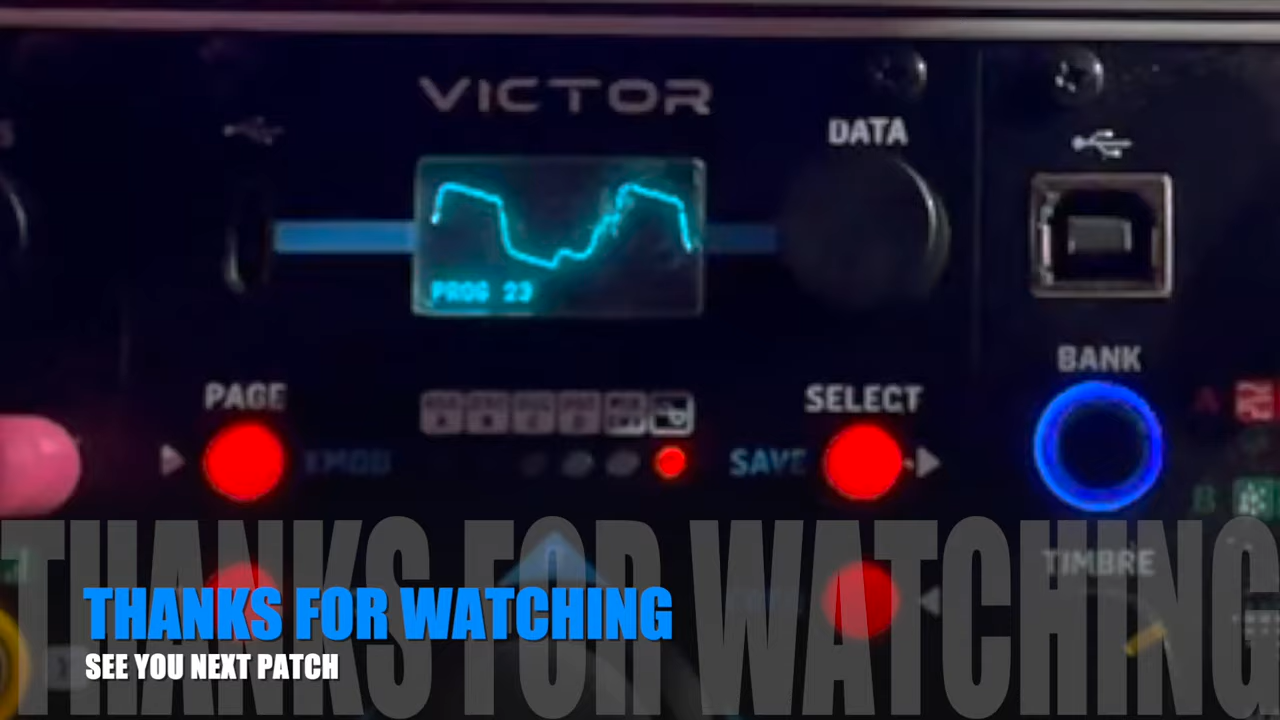 VICTOR
DATA
PROG 23
BANK
PAGE
SELECT
XMOD
SAVE
A
B
TIMBRE
THANKS FOR WATCHING
THANKS FOR WATCHING
SEE YOU NEXT PATCH